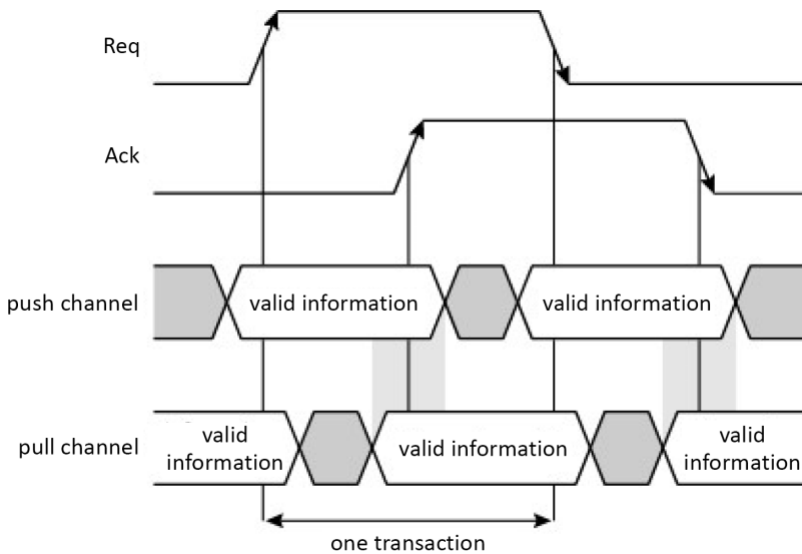 Req
Ack
push channel
valid information
valid information
pull channel
valid
information
valid information
valid
information
one transaction